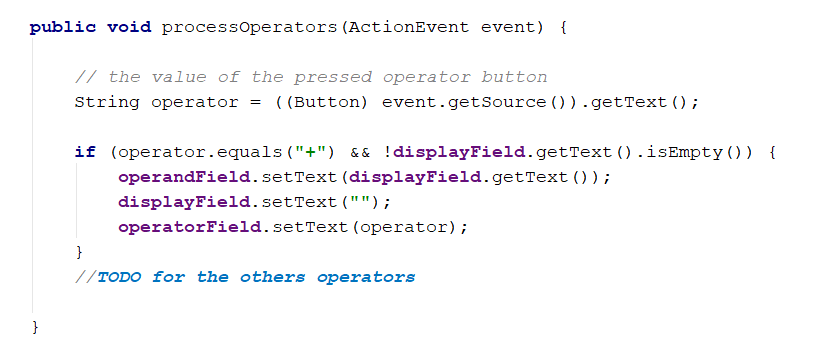 public void processOperators(ActionEvent event) {
// the value of the pressed operator button
String operator = ((Button) event.getSource()).getText();
if (operator.equals("+") && !displayField.getText().isEmpty()) {
operandField.setText(displayField.getText());
displayField.setText("");
operatorField.setText(operator);
}
//TODO for the others operators
}